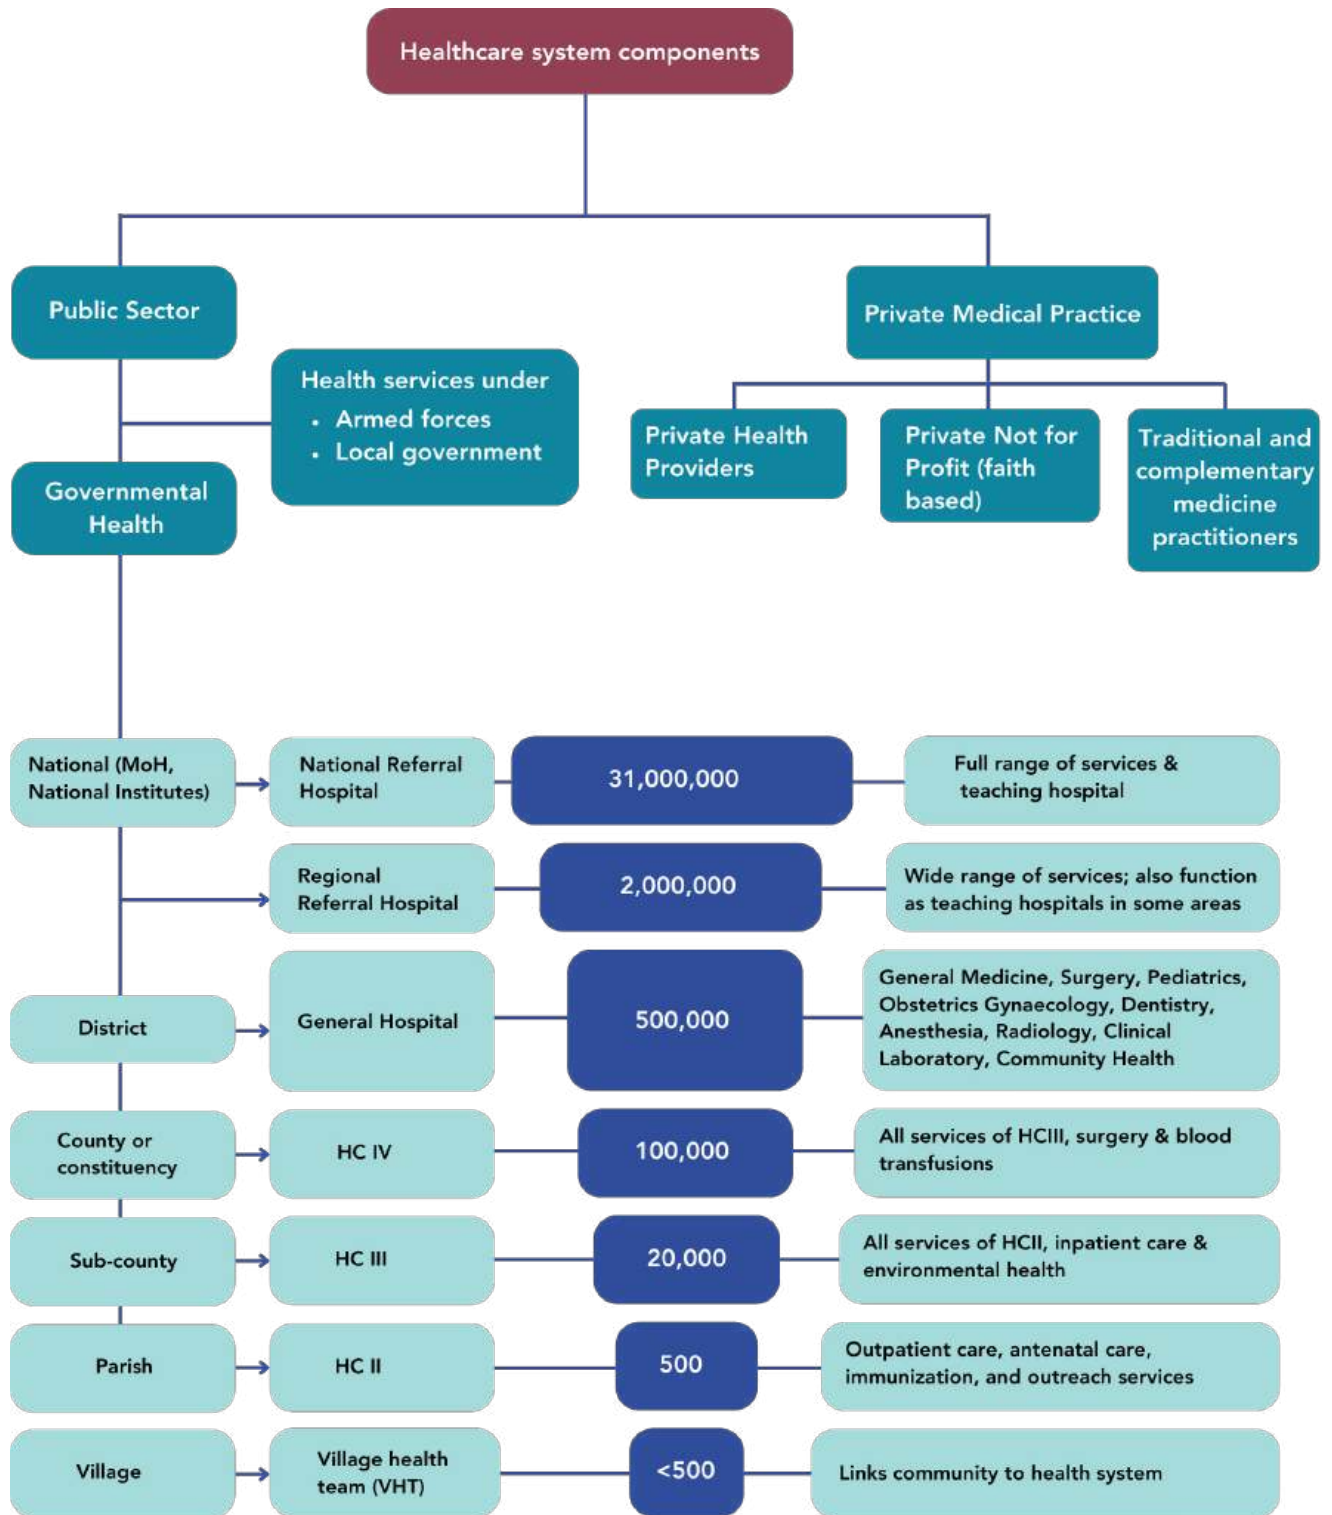 Healthcare system components
Public Sector
Private Medical Practice
Health services under
• Armed forces
• Local government
Private Health
Providers
Private Not for
Profit (faith
based)
Traditional and
complementary
medicine
practitioners
Governmental
Health
National (MoH,
National Institutes)
National Referral
Hospital
31,000,000
Full range of services &
teaching hospital
Regional
Referral Hospital
2,000,000
Wide range of services; also function
as teaching hospitals in some areas
District
General Hospital
500,000
General Medicine, Surgery, Pediatrics,
Obstetrics Gynaecology, Dentistry,
Anesthesia, Radiology, Clinical
Laboratory, Community Health
County or
constituency
HC IV
100,000
All services of HCIII, surgery & blood
transfusions
Sub-county
HC III
20,000
All services of HCII, inpatient care &
environmental health
Parish
HC II
500
Outpatient care, antenatal care,
immunization, and outreach services
Village
Village health
team (VHT)
<500
Links community to health system